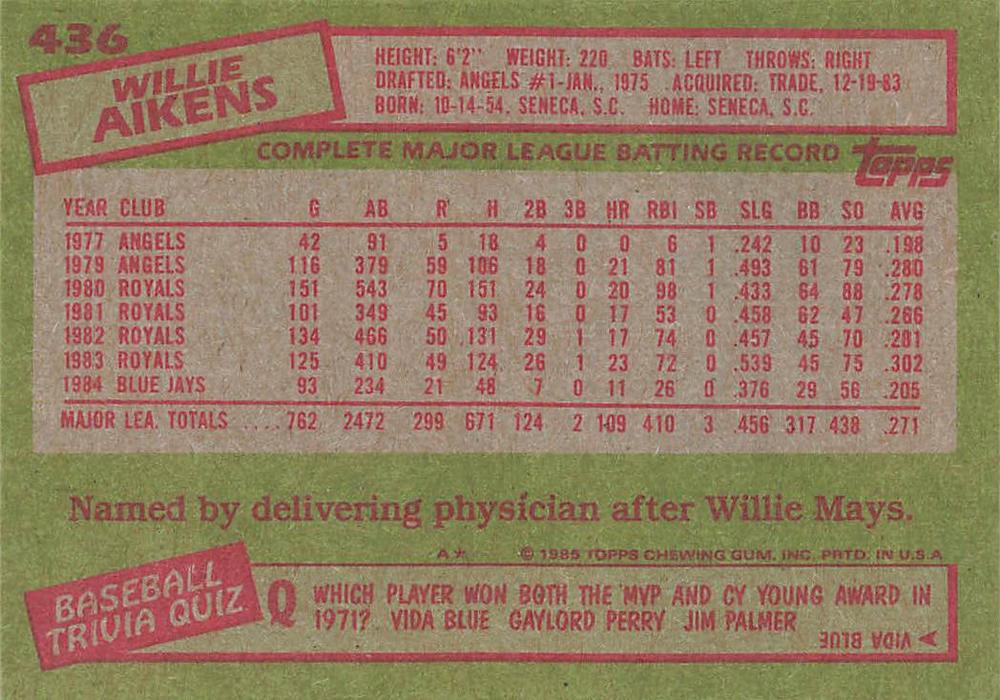 436
WILLIE
AIKENS
HEIGHT: 6'2" WEIGHT: 220 BATS: LEFT THROWS: RIGHT
DRAFTED: ANGELS #1-JAN., 1975 ACQUIRED: TRADE, 12-19-83
BORN: 10-14-54, SENECA, S.C. HOME: SENECA, S.C.
COMPLETE MAJOR LEAGUE BATTING RECORD topps
YEAR CLUB G AB R H 2B 3B HR RBI SB SLG BB SO AVG
1977 ANGELS 42 91 5 18 4 0 0 6 1 .242 10 23 .198
1979 ANGELS 116 379 59 106 18 0 21 81 1 .493 61 79 .280
1980 ROYALS 151 543 70 151 24 0 20 98 1 .433 64 88 .278
1981 ROYALS 101 349 45 93 16 0 17 53 0 .458 62 47 .266
1982 ROYALS 134 466 50 131 29 1 17 74 0 .457 45 70 .281
1983 ROYALS 125 410 49 124 26 1 23 72 0 .539 45 75 .302
1984 BLUE JAYS 93 234 21 48 7 0 11 26 0 .376 29 56 .205
MAJOR LEA. TOTALS ....762 2472 299 671 124 2 109 410 3 .456 317 438 .271
Named by delivering physician after Willie Mays.
A* © 1985 TOPPS CHEWING GUM, INC. PRTD. IN U.S.A
BASEBALL
TRIVIA QUIZ
Q WHICH PLAYER WON BOTH THE MVP AND CY YOUNG AWARD IN
1971? VIDA BLUE GAYLORD PERRY JIM PALMER
A VIDA BLUE